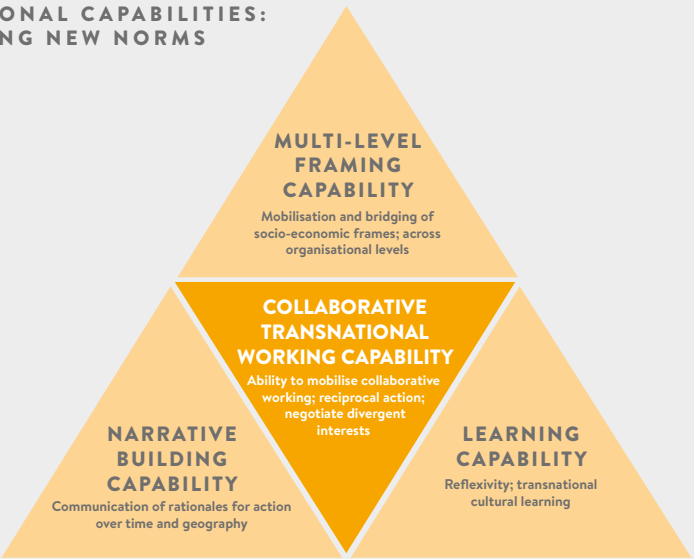 ONAL CAPABILITIES:
NG NEW NORMS
MULTI-LEVEL
FRAMING
CAPABILITY
Mobilisation and bridging of
socio-economic frames; across
organisational levels
COLLABORATIVE
TRANSNATIONAL
WORKING CAPABILITY
Ability to mobilise collaborative
working; reciprocal action;
negotiate divergent
interests
NARRATIVE
BUILDING
CAPABILITY
Communication of rationales for action
over time and geography
LEARNING
CAPABILITY
Reflexivity; transnational
cultural learning